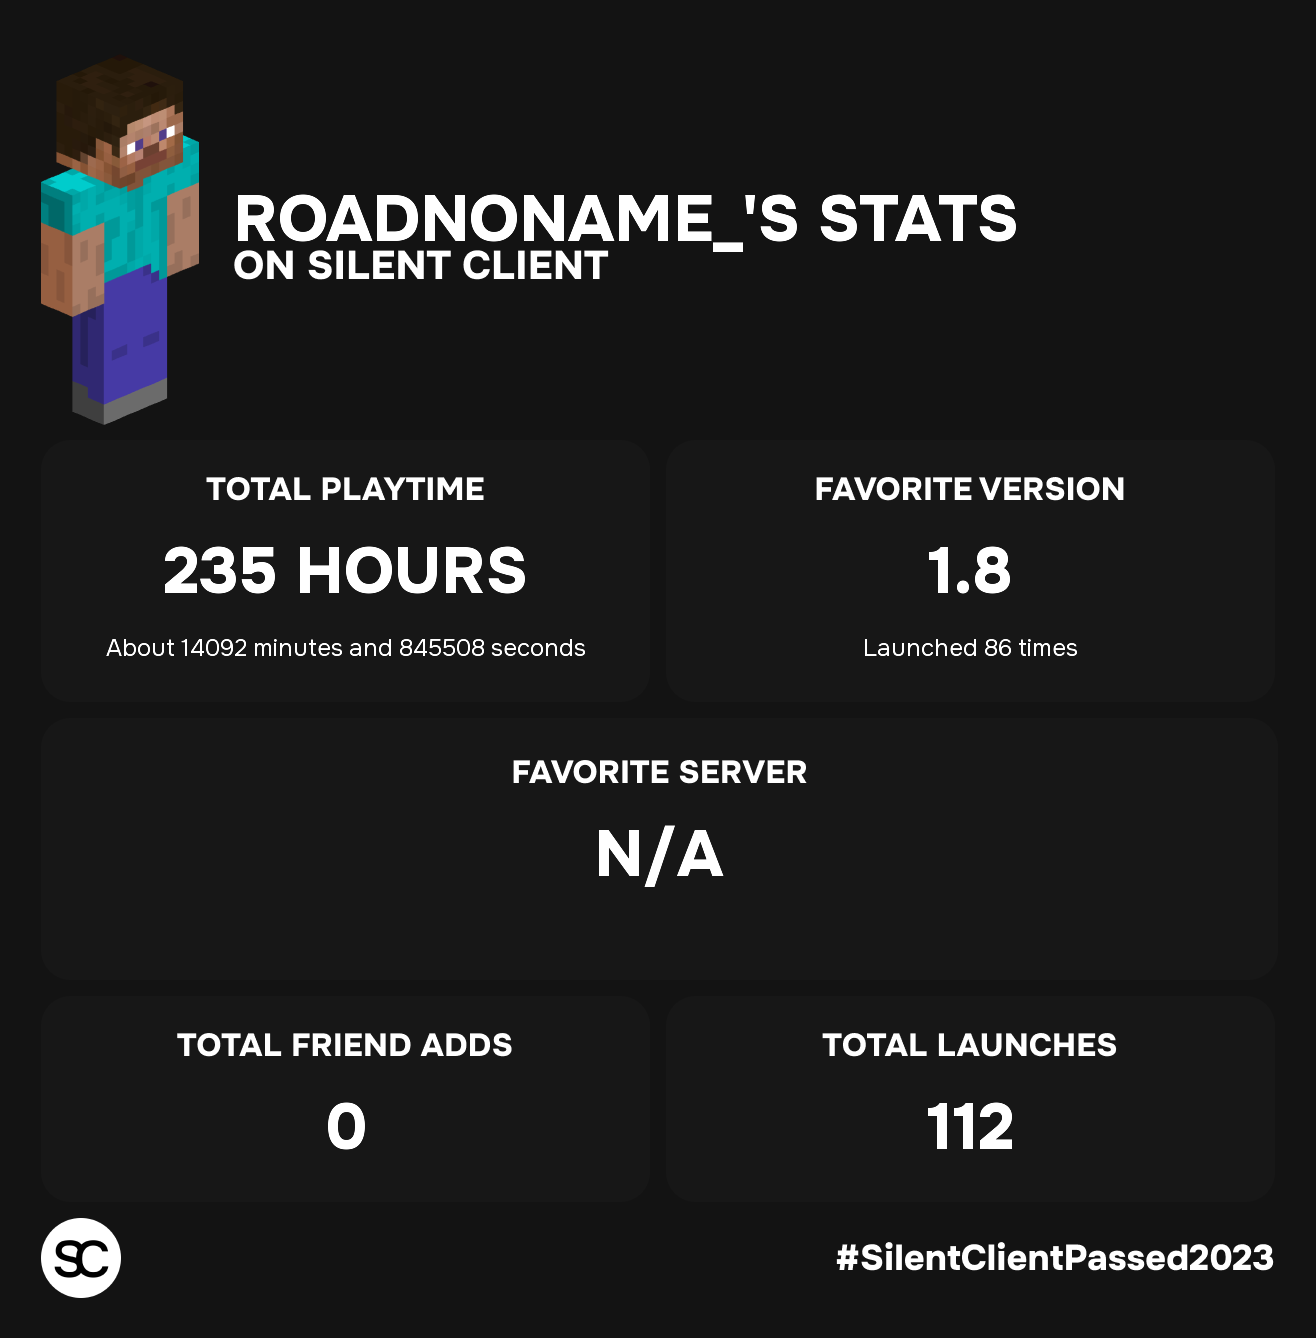 ROADNONAME_'S STATS
ON SILENT CLIENT
TOTAL PLAYTIME
235 HOURS
About 14092 minutes and 845508 seconds
FAVORITE VERSION
1.8
Launched 86 times
FAVORITE SERVER
N/A
TOTAL FRIEND ADDS
0
TOTAL LAUNCHES
112
SC
#SilentClientPassed2023